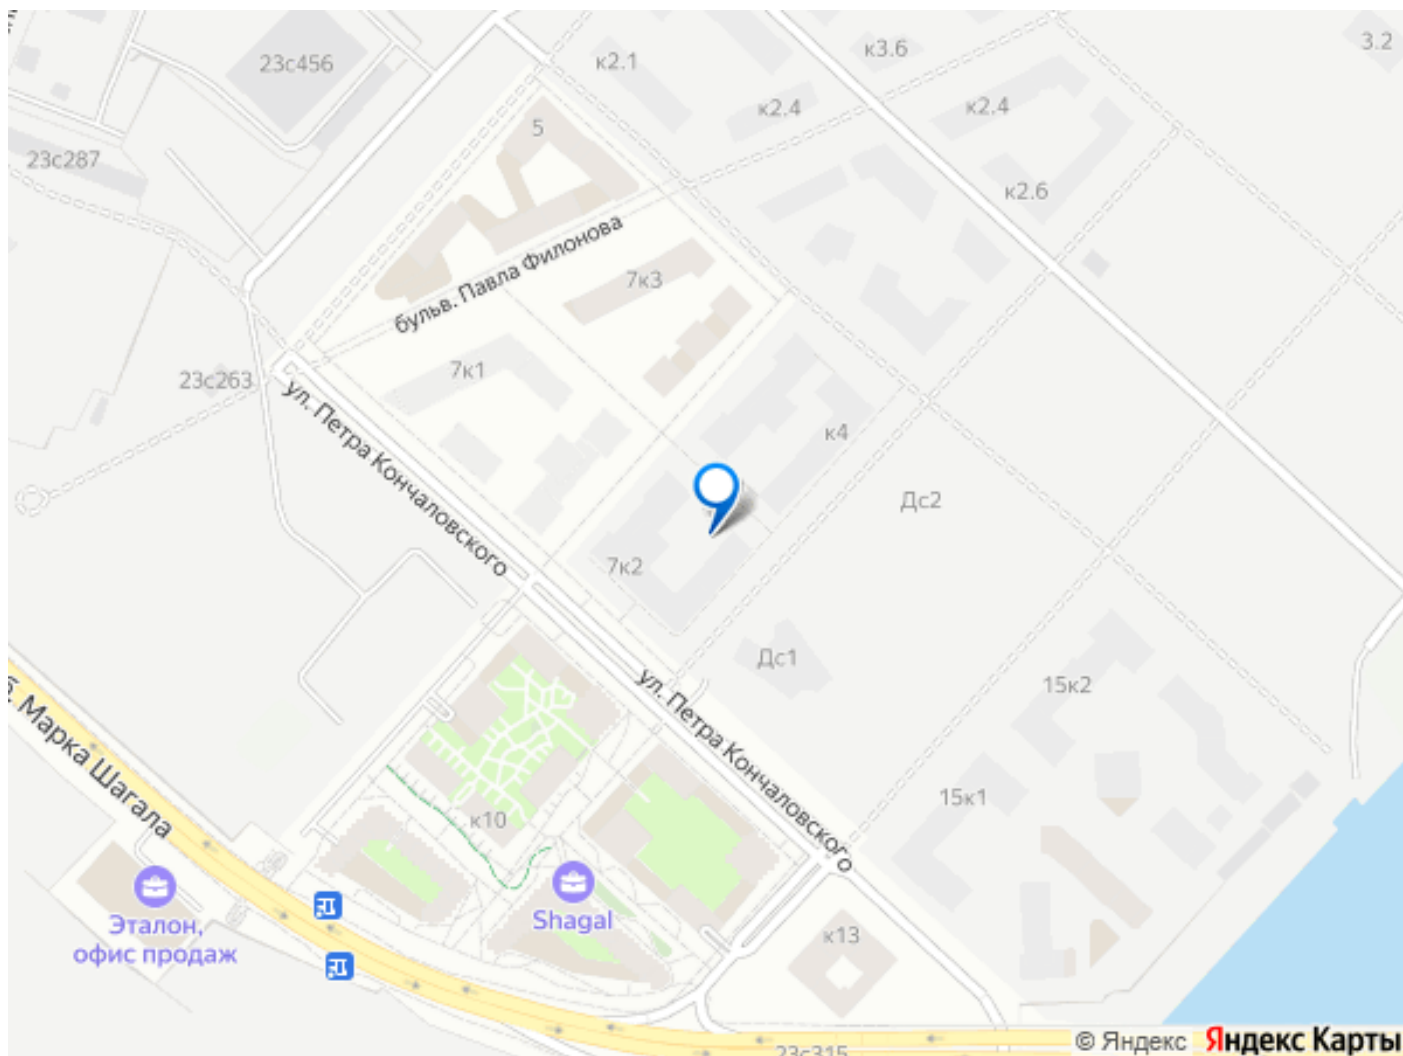 23с456
к2.1
к3.6
3.2
к2.4
к2.4
5
23с287
к2.6
бульв. Павла Филонова
7к3
7к1
23с263
ул. Петра Кончаловского
к4
Дс2
7к2
Дс1
15к2
ул. Петра Кончаловского
б. Марка Шагала
15к1
к10
Эталон,
офис продаж
Shagal
к13
23с315
© Яндекс
Яндекс Карты